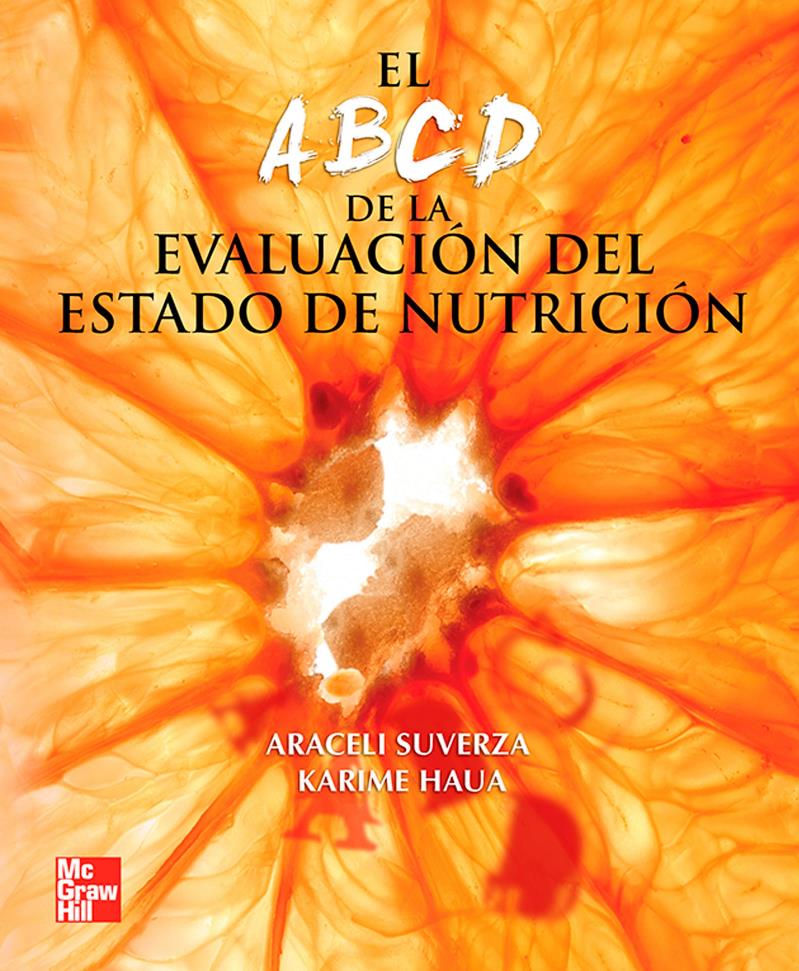 EL
ABCD
DE LA
EVALUACIÓN DEL
ESTADO DE NUTRICIÓN
ARACELI SUVERZA
KARIME HAUA
Mc
Graw
Hill